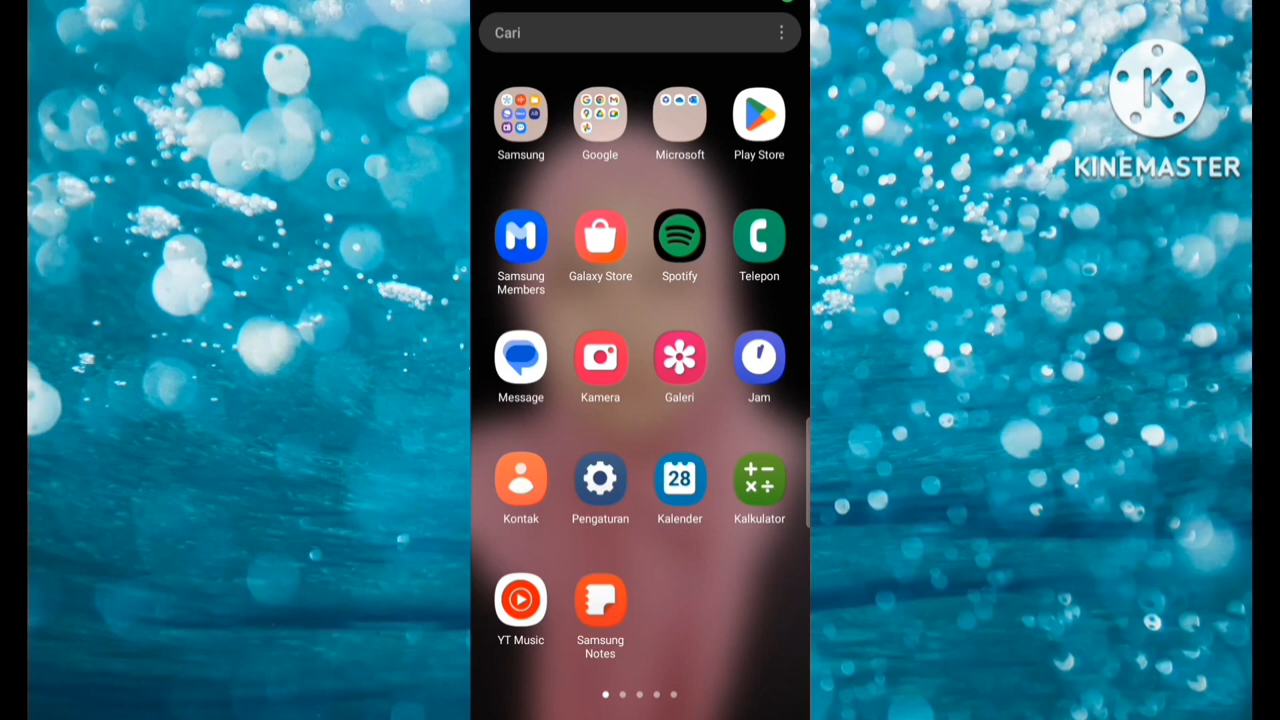 Cari
KINEMASTER
Samsung
Google
Microsoft
Play Store
Samsung
Members
Galaxy Store
Spotify
Telepon
Message
Kamera
Galeri
Jam
Kontak
Pengaturan
28
Kalender
Kalkulator
YT Music
Samsung
Notes